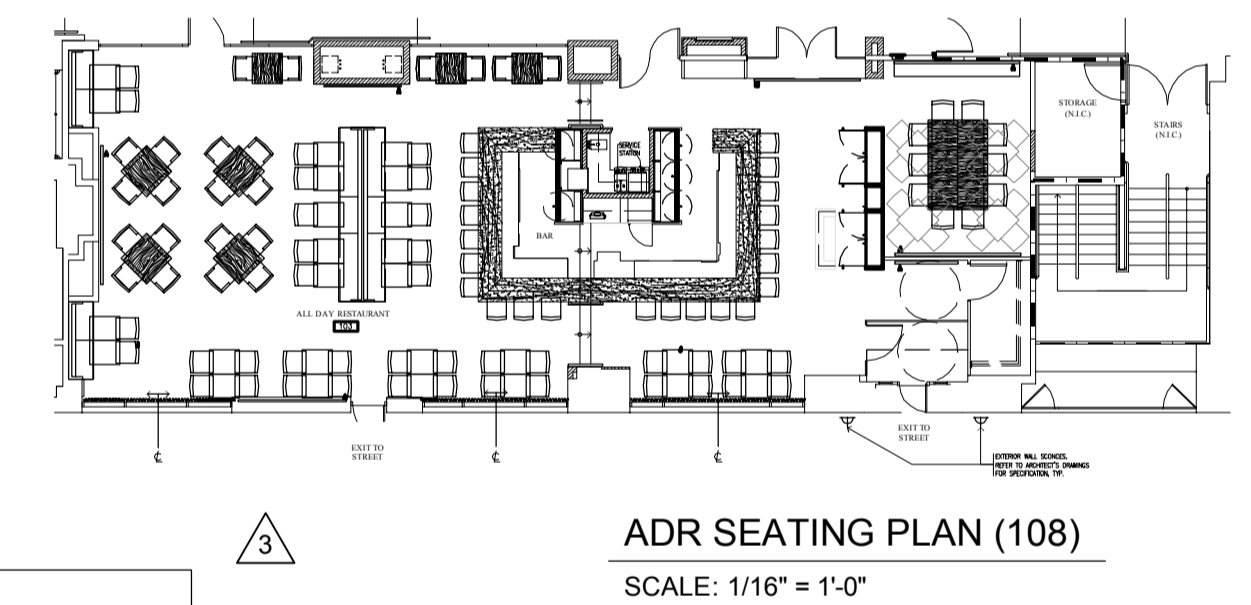 STORAGE
(N.I.C.)
STAIRS
(N.I.C.)
SERVICE
STATION
BAR
ALL DAY RESTAURANT
103
EXIT TO
STREET
EXIT TO
STREET
℄
℄
℄
EXTERIOR WALL SCONCES,
REFER TO ARCHITECT'S DRAWINGS
FOR SPECIFICATION, TYP.
3
ADR SEATING PLAN (108)
SCALE: 1/16" = 1'-0"